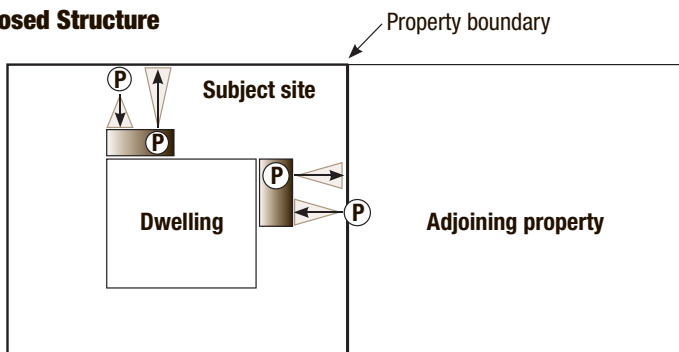 osed Structure
Property boundary
P
Subject site
P
P
P
Dwelling
Adjoining property